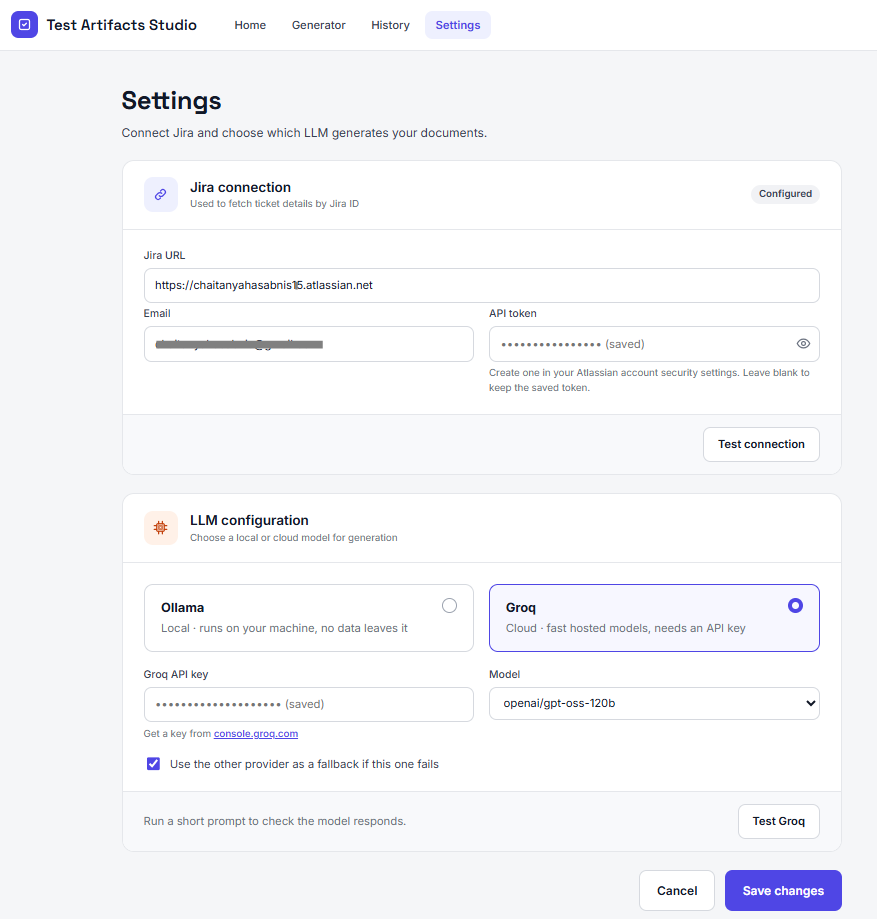 Test Artifacts Studio
Home
Generator
History
Settings
Settings
Connect Jira and choose which LLM generates your documents.
Jira connection
Used to fetch ticket details by Jira ID
Configured
Jira URL
https://chaitanyahasabnis15.atlassian.net
Email
API token
•••••••••••••••• (saved)
Create one in your Atlassian account security settings. Leave blank to
keep the saved token.
Test connection
LLM configuration
Choose a local or cloud model for generation
Ollama
Local · runs on your machine, no data leaves it
Groq
Cloud · fast hosted models, needs an API key
Groq API key
•••••••••••••••••••• (saved)
Model
openai/gpt-oss-120b
Get a key from console.groq.com
Use the other provider as a fallback if this one fails
Run a short prompt to check the model responds.
Test Groq
Cancel
Save changes